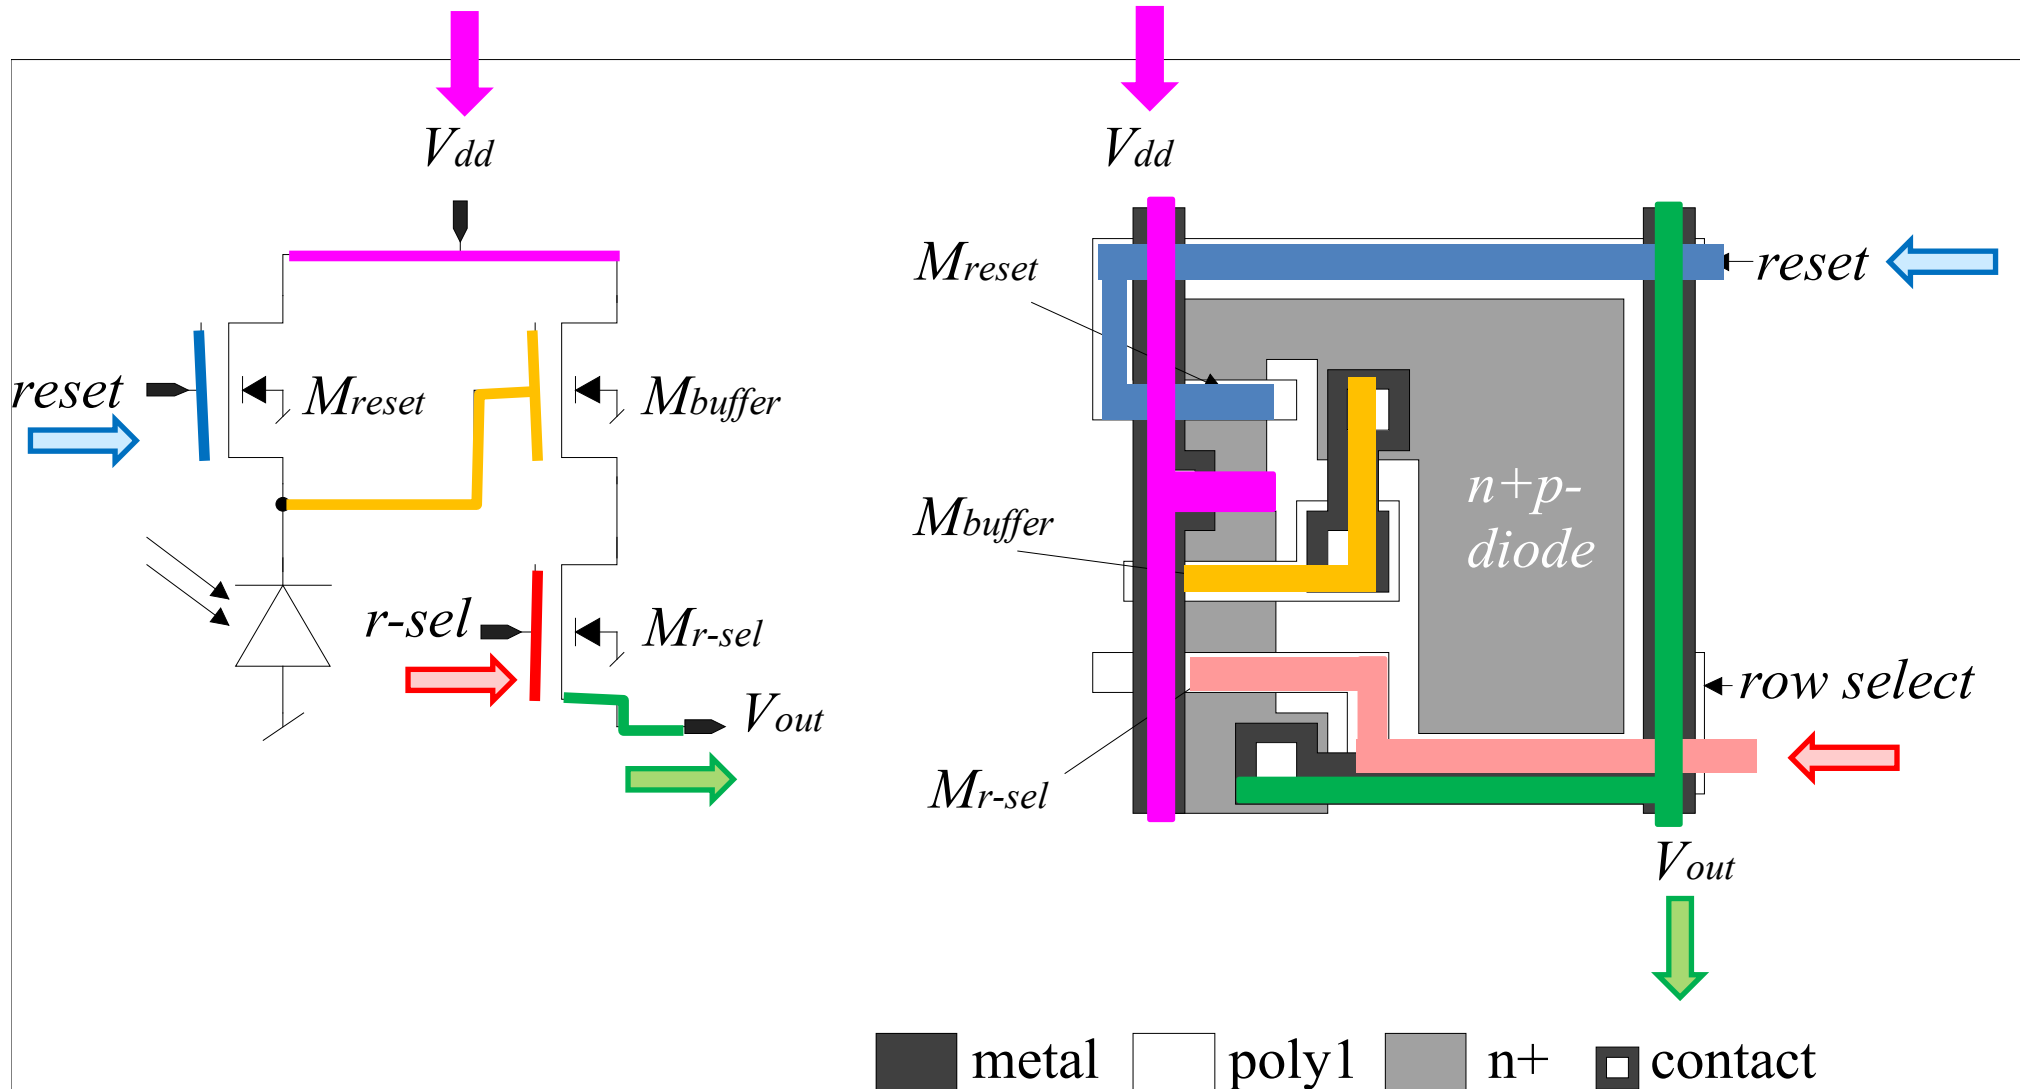 Vdd
reset
Mreset
Mbuffer
r-sel
Mr-sel
Vout
Vdd
Mreset
reset
Mbuffer
n+p-
diode
row select
Mr-sel
Vout
metal
poly1
n+
contact